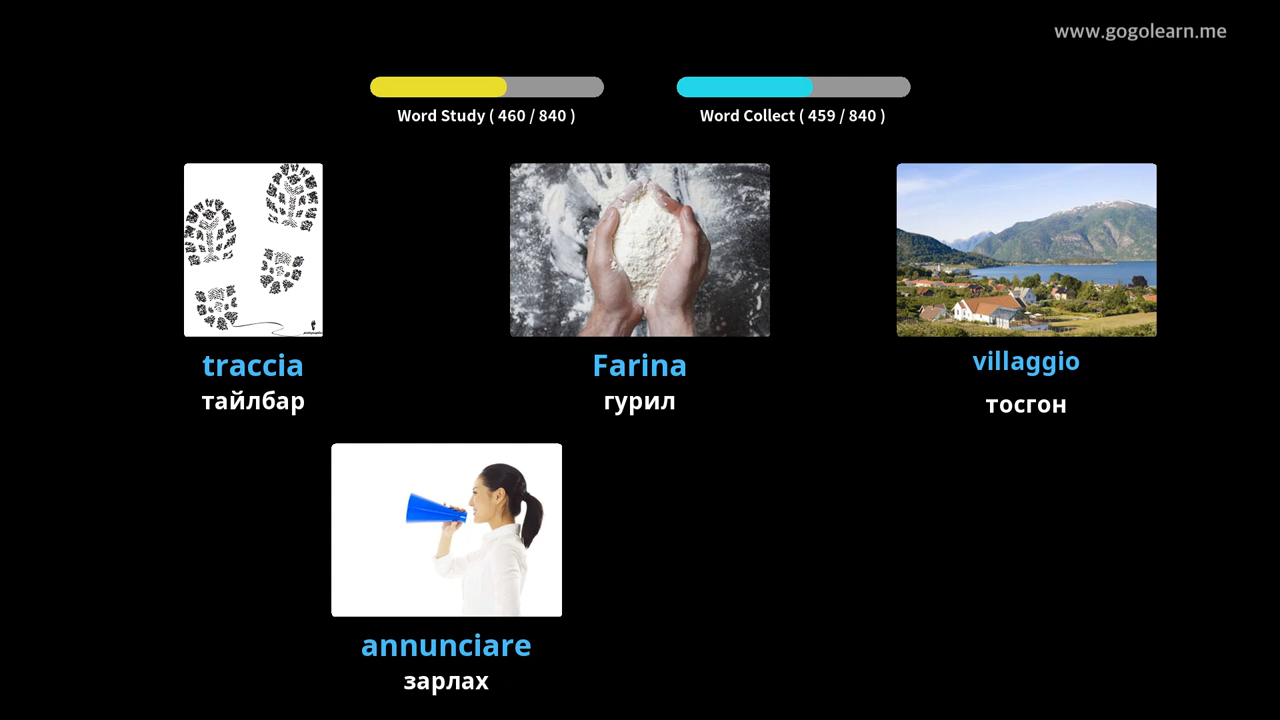 www.gogolearn.me
Word Study ( 460 / 840 )
Word Collect ( 459 / 840 )
traccia
тайлбар
Farina
гурил
villaggio
тосгон
annunciare
зарлах